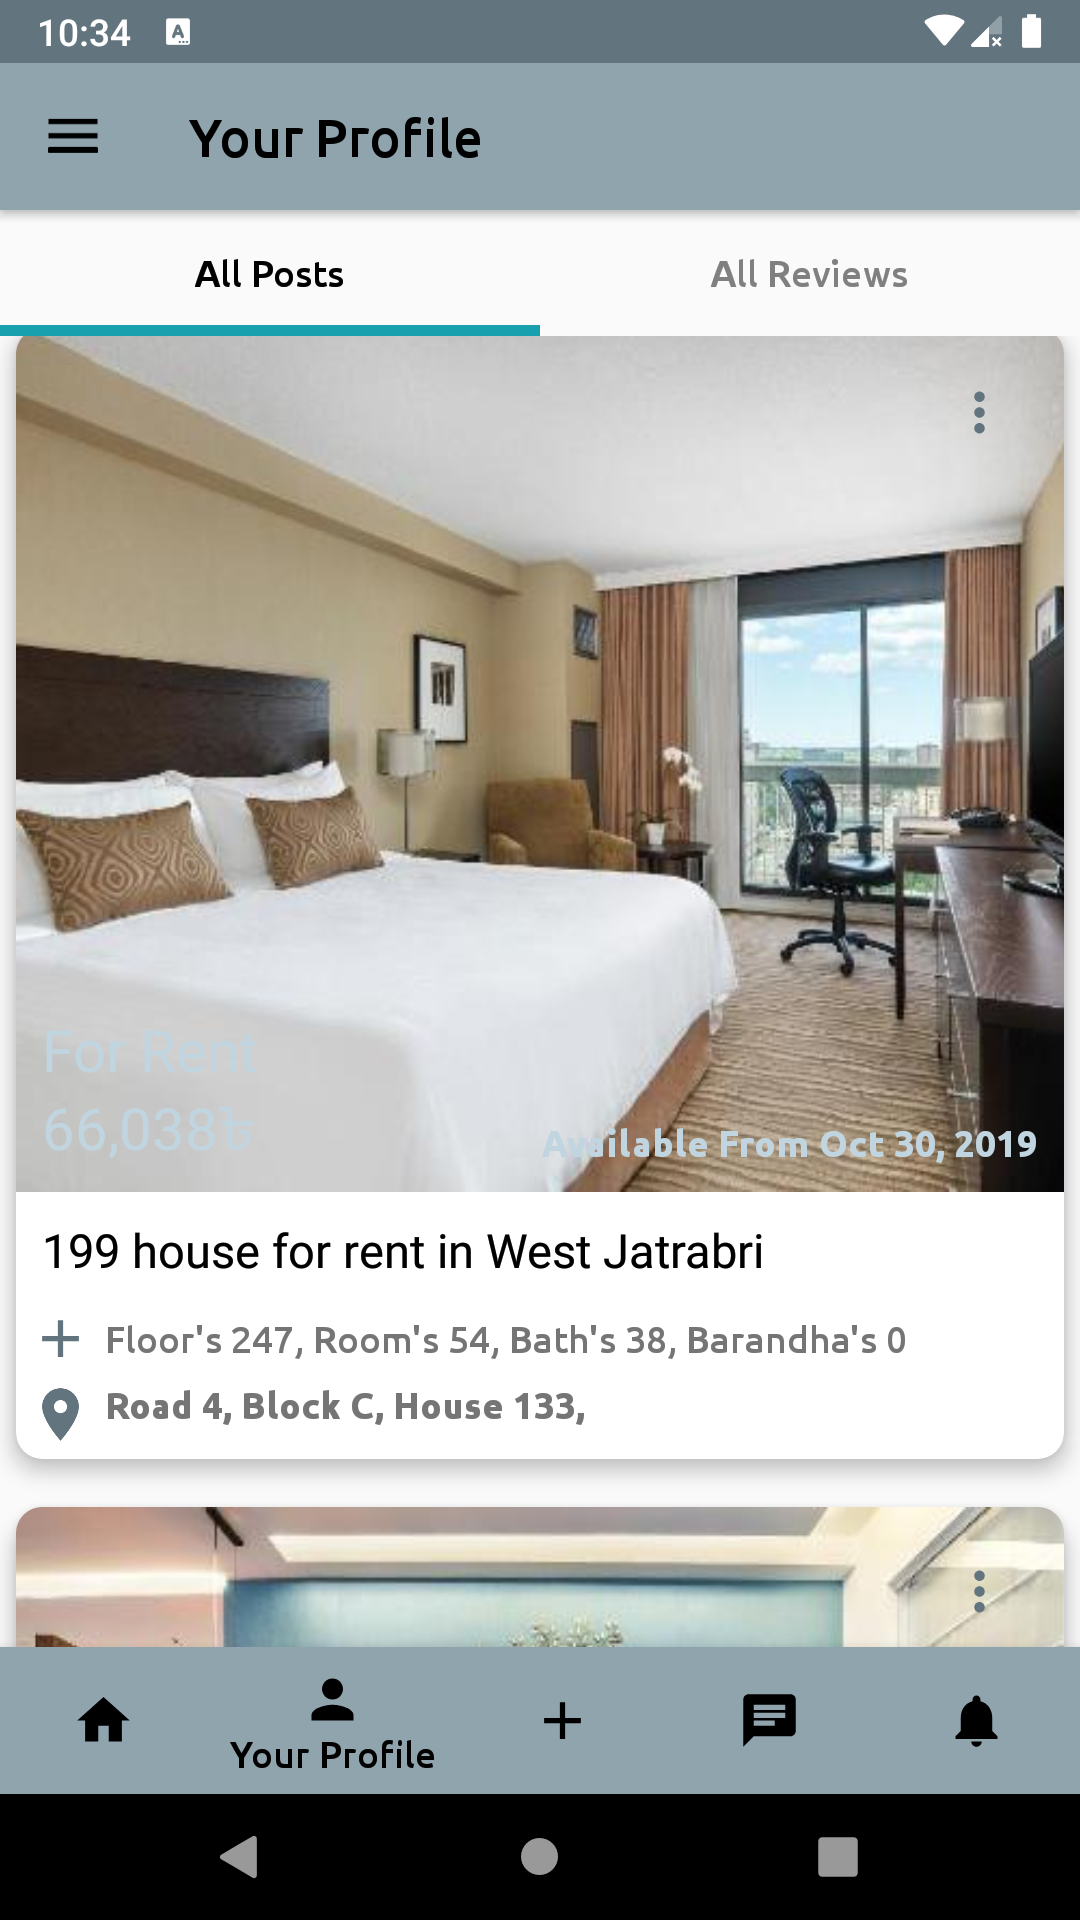 10:34
Your Profile
All Posts
All Reviews
For Rent
66,038৳
Available From Oct 30, 2019
199 house for rent in West Jatrabri
Floor's 247, Room's 54, Bath's 38, Barandha's 0
Road 4, Block C, House 133,
Your Profile